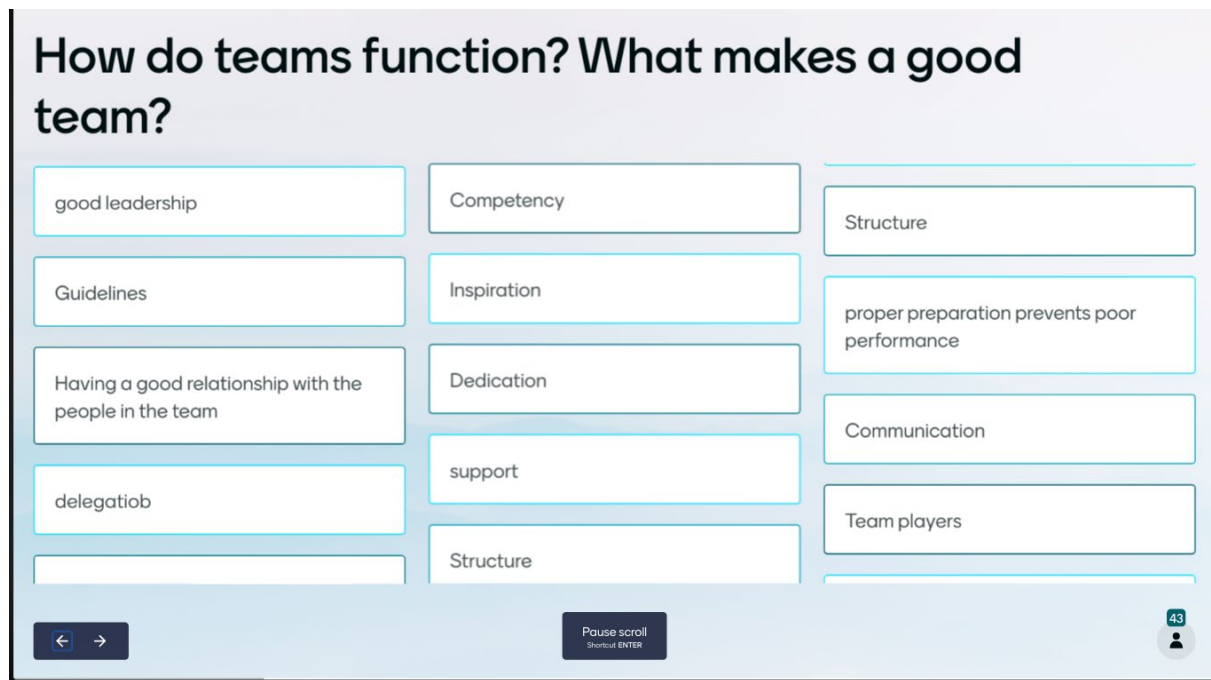 How do teams function? What makes a good
team?
good leadership
Guidelines
Having a good relationship with the
people in the team
delegatiob
Competency
Inspiration
Dedication
support
Structure
Structure
proper preparation prevents poor
performance
Communication
Team players
Pause scroll
Shortcut ENTER
43